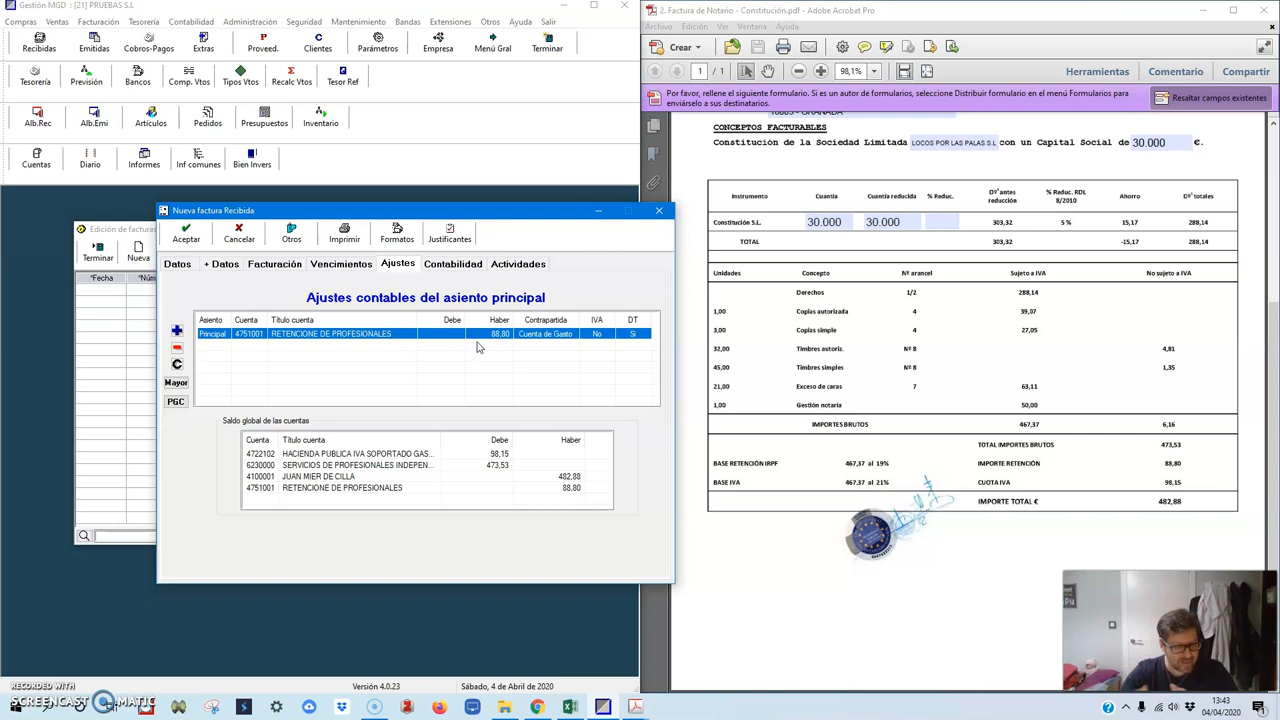 Gestión MGD : [21] PRUEBAS S.L
Compras Ventas Facturación Tesorería Contabilidad Administración Seguridad Mantenimiento Bandas Extensiones Otros Ayuda Salir
Recibidas Emitidas Cobros-Pagos Extras Proveed. Clientes Parámetros Empresa Menú Gral Terminar
Tesorería Previsión Bancos Comp. Vtos Tipos Vtos Recalc Vtos Tesor Ref
Alb.Rec Alb.Emi Artículos Pedidos Presupuestos Inventario
Cuentas Diario Informes Inf comunes Bien Invers
Edición de facturas
Terminar Nueva
*Fecha *Núm
Nueva factura Recibida
Aceptar Cancelar Otros Imprimir Formatos Justificantes
Datos + Datos Facturación Vencimientos Ajustes Contabilidad Actividades
Ajustes contables del asiento principal
Asiento Cuenta Título cuenta Debe Haber Contrapartida IVA DT
Principal 4751001 RETENCIONE DE PROFESIONALES 88,80 Cuenta de Gasto No Si
C
Mayor
PGC
Saldo global de las cuentas
Cuenta Título cuenta Debe Haber
4722102 HACIENDA PUBLICA IVA SOPORTADO GAS... 98,15
6230000 SERVICIOS DE PROFESIONALES INDEPEN... 473,53
4100001 JUAN MIER DE CILLA 482,88
4751001 RETENCIONE DE PROFESIONALES 88,80
Versión 4.0.23 Sábado, 4 de Abril de 2020
2. Factura de Notario - Constitución.pdf - Adobe Acrobat Pro
Archivo Edición Ver Ventana Ayuda
Crear
1 / 1 98,1% Herramientas Comentario Compartir
Por favor, rellene el siguiente formulario. Si es un autor de formularios, seleccione Distribuir formulario en el menú Formularios para
enviárselo a sus destinatarios.
Resaltar campos existentes
CONCEPTOS FACTURABLES
Constitución de la Sociedad Limitada LOCOS POR LAS PALAS S.L con un Capital Social de 30.000 €.
Instrumento Cuantia Cuantia reducida % Reduc. Dº antes reducción % Reduc. RDL 8/2010 Ahorro Dº totales
Constitución S.L. 30.000 30.000 303,32 5 % 15,17 288,14
TOTAL 303,32 -15,17 288,14
Unidades Concepto Nº arancel Sujeto a IVA No sujeto a IVA
Derechos 1/2 288,14
1,00 Copias autorizada 4 39,07
3,00 Copias simple 4 27,05
32,00 Timbres autoriz. Nº 8 4,81
45,00 Timbres simples Nº 8 1,35
21,00 Exceso de caras 7 63,11
1,00 Gestión notaria 50,00
IMPORTES BRUTOS 467,37 6,16
TOTAL IMPORTES BRUTOS 473,53
BASE RETENCIÓN IRPF 467,37 al 19% IMPORTE RETENCIÓN 88,80
BASE IVA 467,37 al 21% CUOTA IVA 98,15
IMPORTE TOTAL € 482,88
RECORDED WITH
SCREENCAST MATIC
13:43
04/04/2020